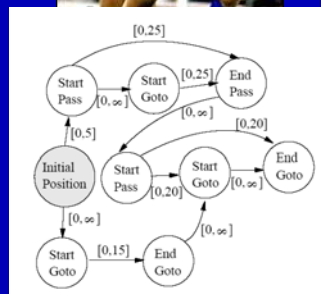 [0,25]
Start
Pass
[0,∞]
Start
Goto
[0,25]
End
Pass
[0,5]
[0,∞]
[0,20]
Initial
Position
Start
Pass
[0,20]
Start
Goto
[0,∞]
End
Goto
[0,∞]
[0,∞]
Start
Goto
[0,15]
End
Goto